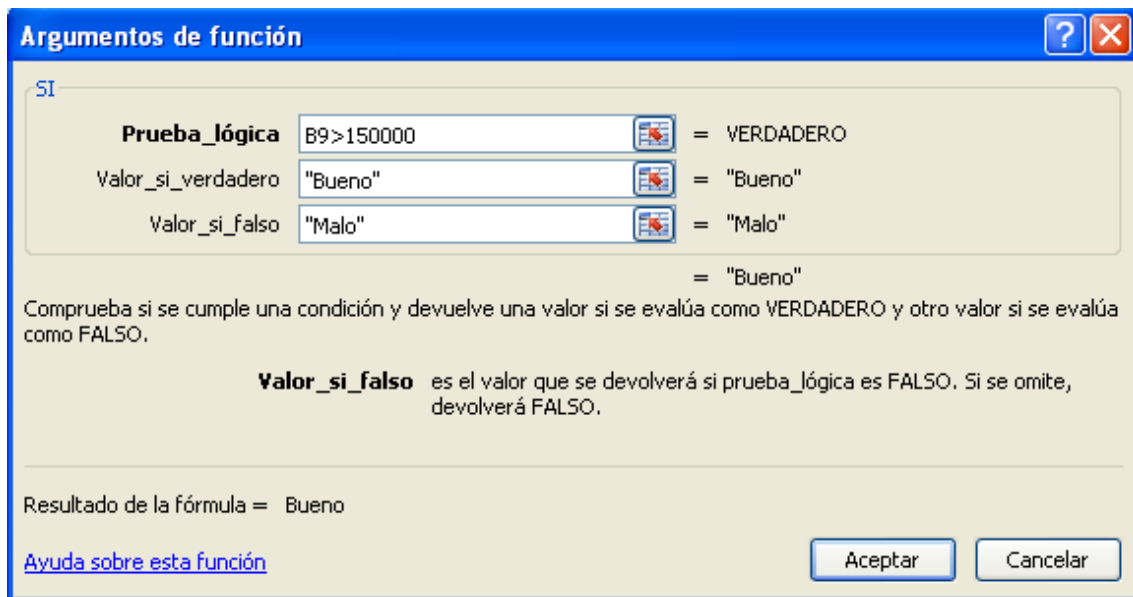 Argumentos de función
SI
Prueba_lógica B9>150000 = VERDADERO
Valor_si_verdadero "Bueno" = "Bueno"
Valor_si_falso "Malo" = "Malo"
= "Bueno"
Comprueba si se cumple una condición y devuelve una valor si se evalúa como VERDADERO y otro valor si se evalúa
como FALSO.
Valor_si_falso es el valor que se devolverá si prueba_lógica es FALSO. Si se omite,
devolverá FALSO.
Resultado de la fórmula = Bueno
Ayuda sobre esta función Aceptar Cancelar